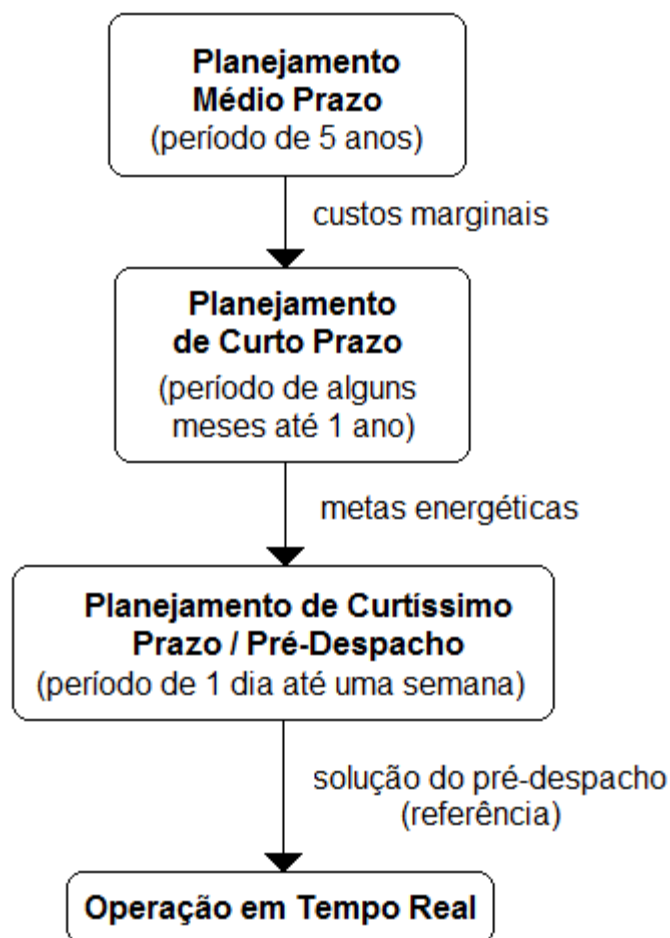 Planejamento
Médio Prazo
(período de 5 anos)
custos marginais
Planejamento
de Curto Prazo
(período de alguns
meses até 1 ano)
metas energéticas
Planejamento de Curtíssimo
Prazo / Pré-Despacho
(período de 1 dia até uma semana)
solução do pré-despacho
(referência)
Operação em Tempo Real